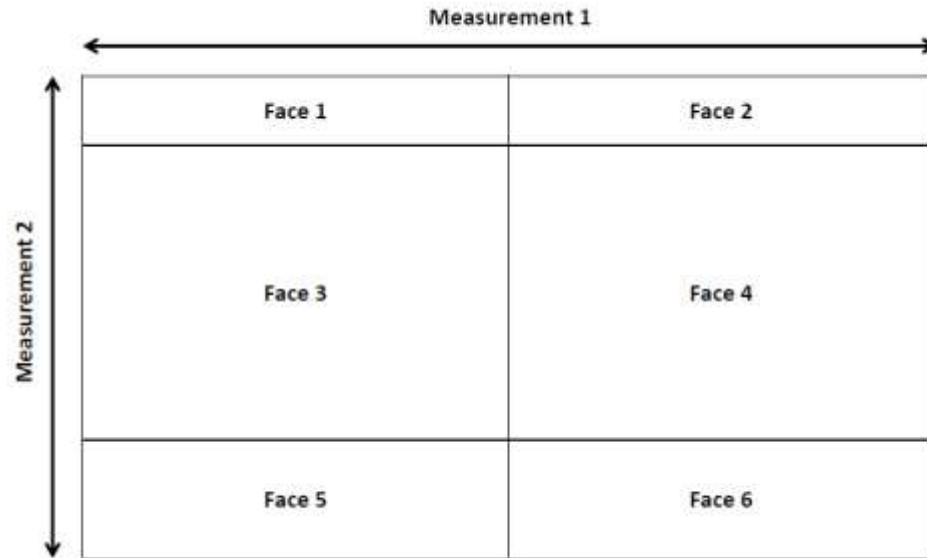 Measurement 1
Face 1
Face 2
Measurement 2
Face 3
Face 4
Face 5
Face 6